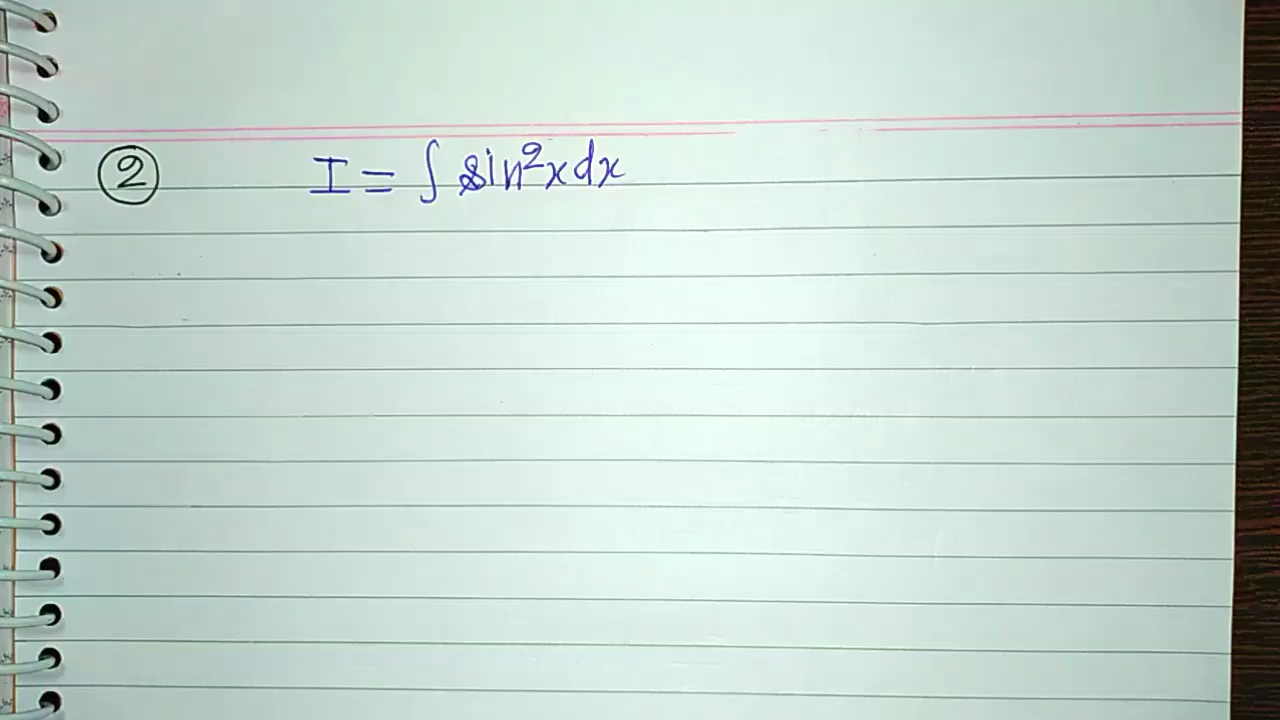 ② I = ∫ sin²x dx